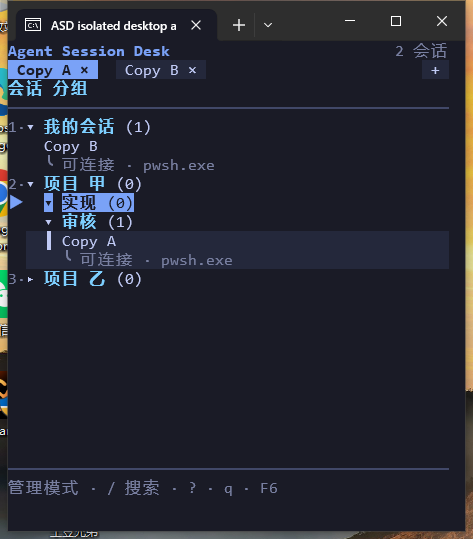 ASD isolated desktop a
Agent Session Desk 2 会话
Copy A × Copy B × +
会话 分组
1·▾ 我的会话 (1)
Copy B
╰ 可连接 · pwsh.exe
2·▾ 项目 甲 (0)
▶ ▾ 实现 (0)
▾ 审核 (1)
Copy A
╰ 可连接 · pwsh.exe
3·▸ 项目 乙 (0)
管理模式 · / 搜索 · ? · q · F6